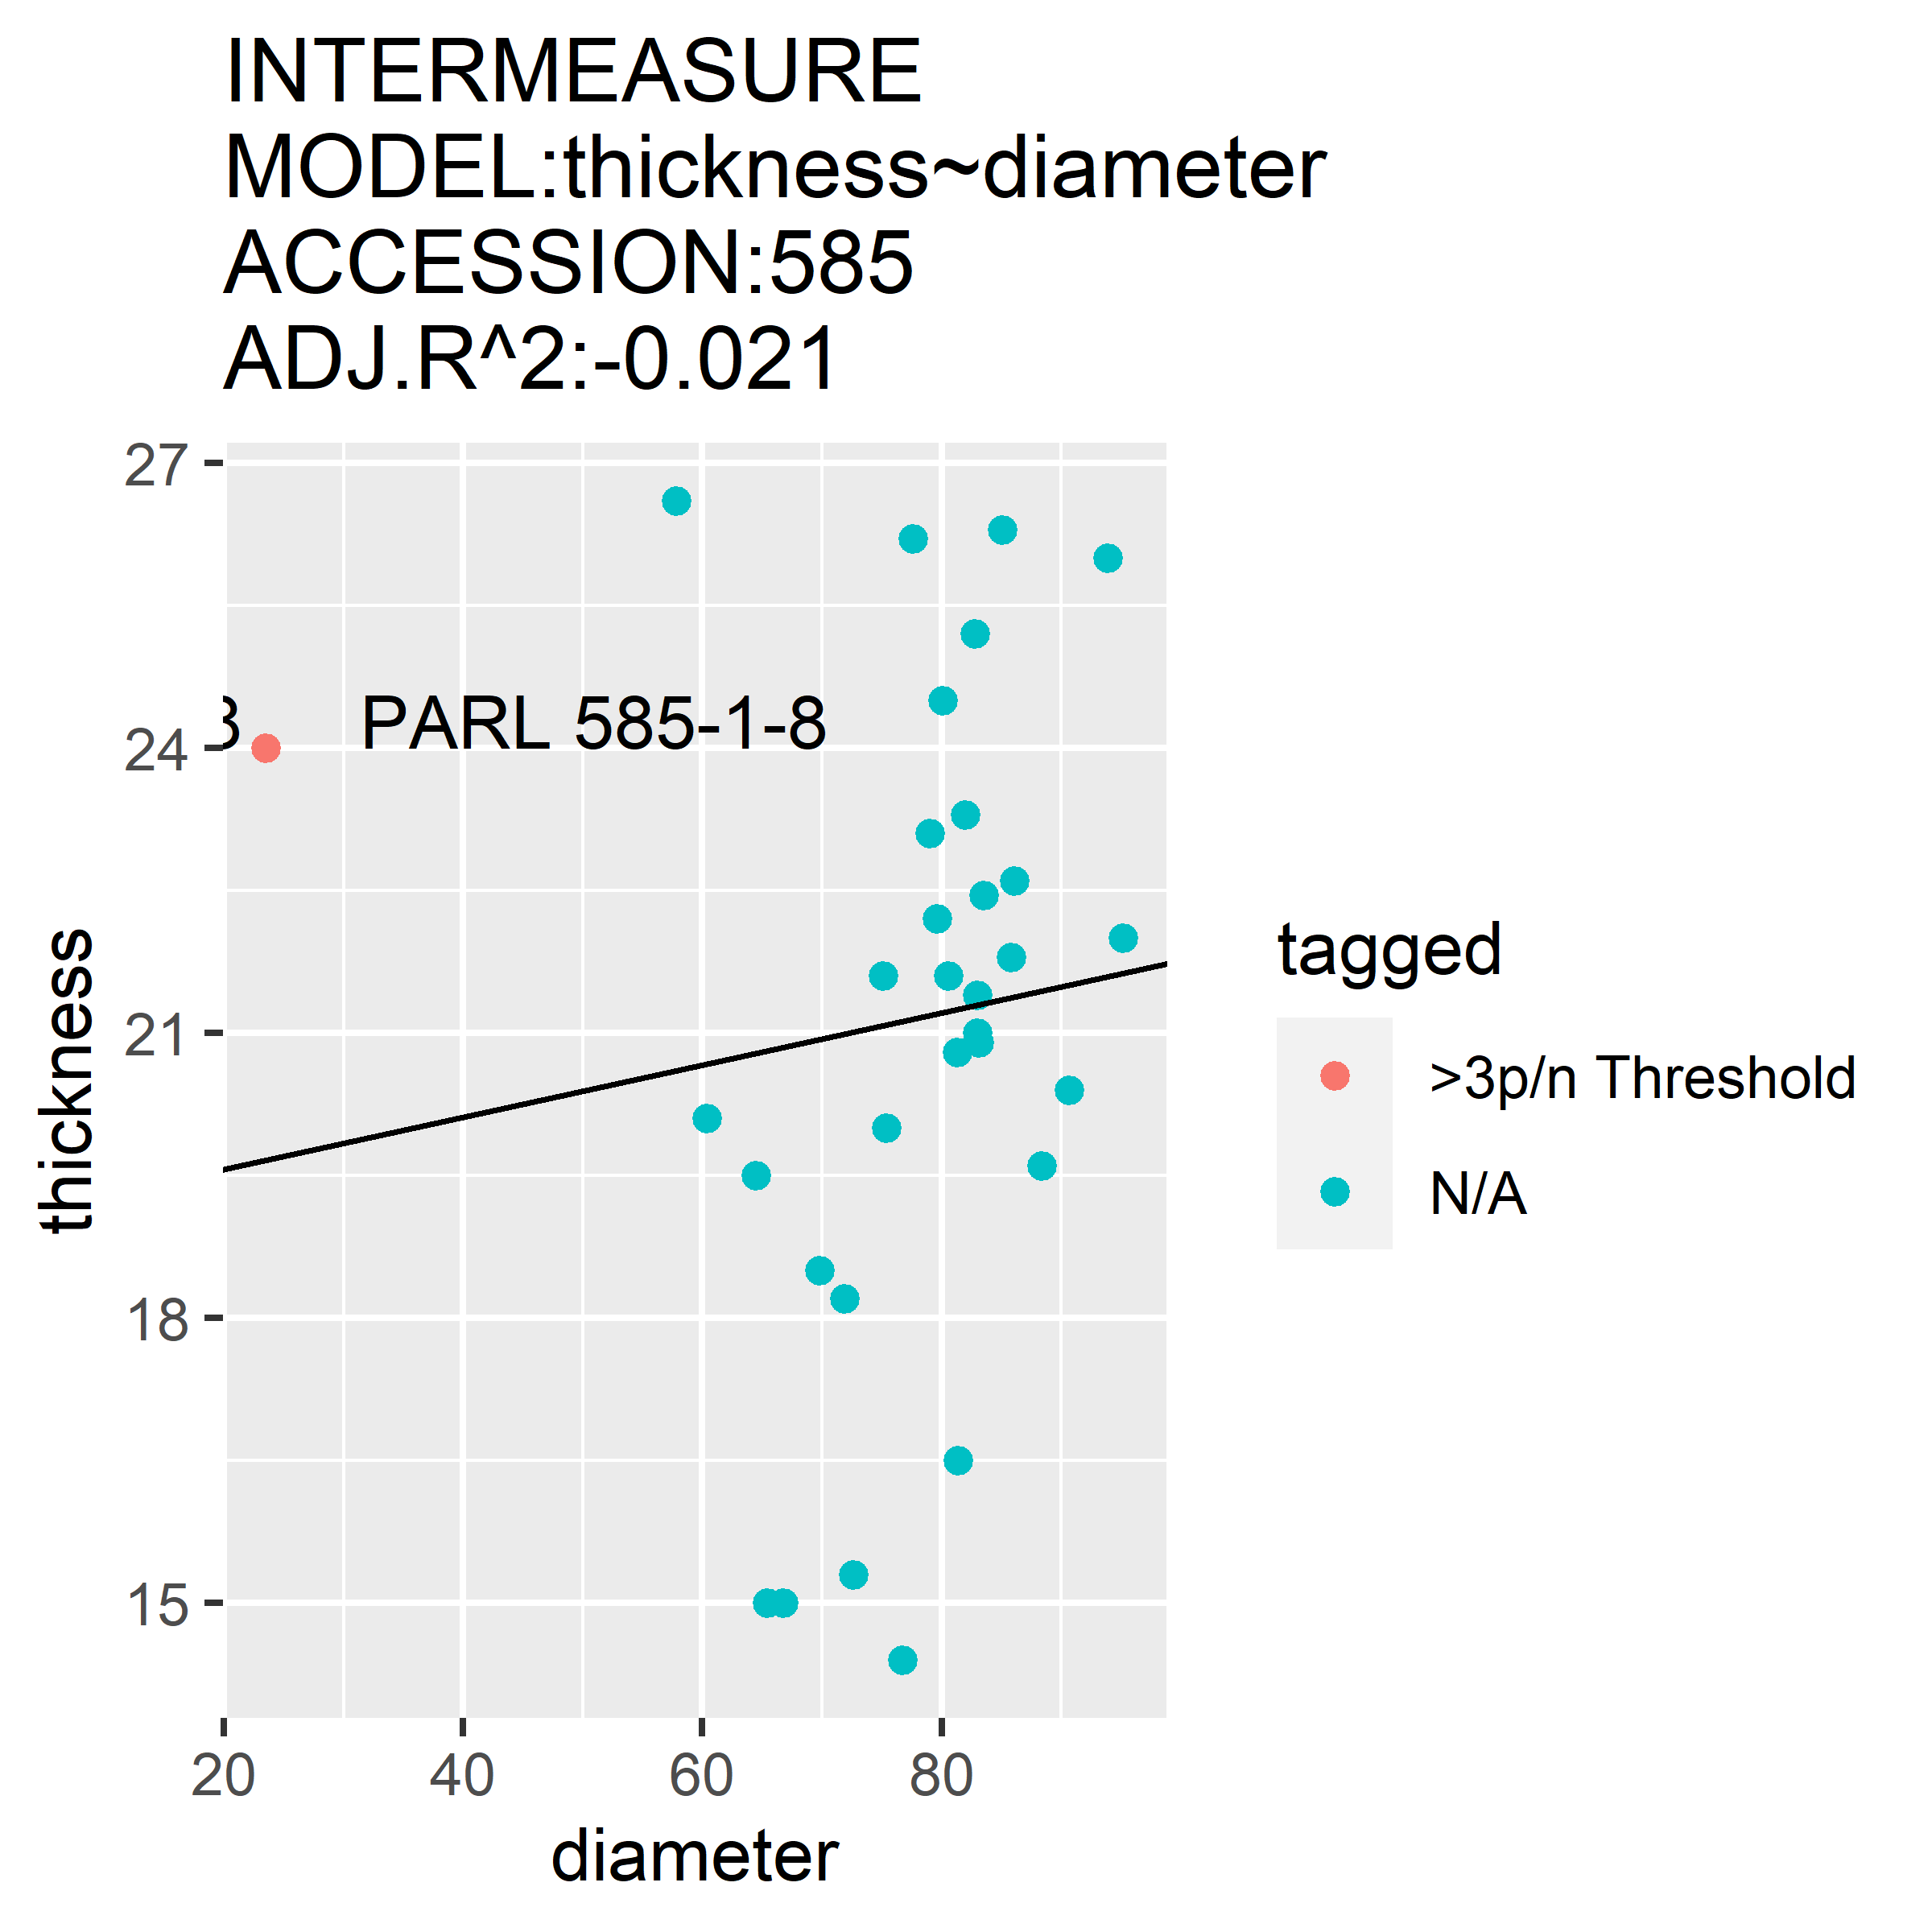 INTERMEASURE
MODEL:thickness~diameter
ACCESSION:585
ADJ.R^2:-0.021
27
24
21
18
15
thickness
PARL 585-1-8
20 40 60 80
diameter
tagged
>3p/n Threshold
N/A